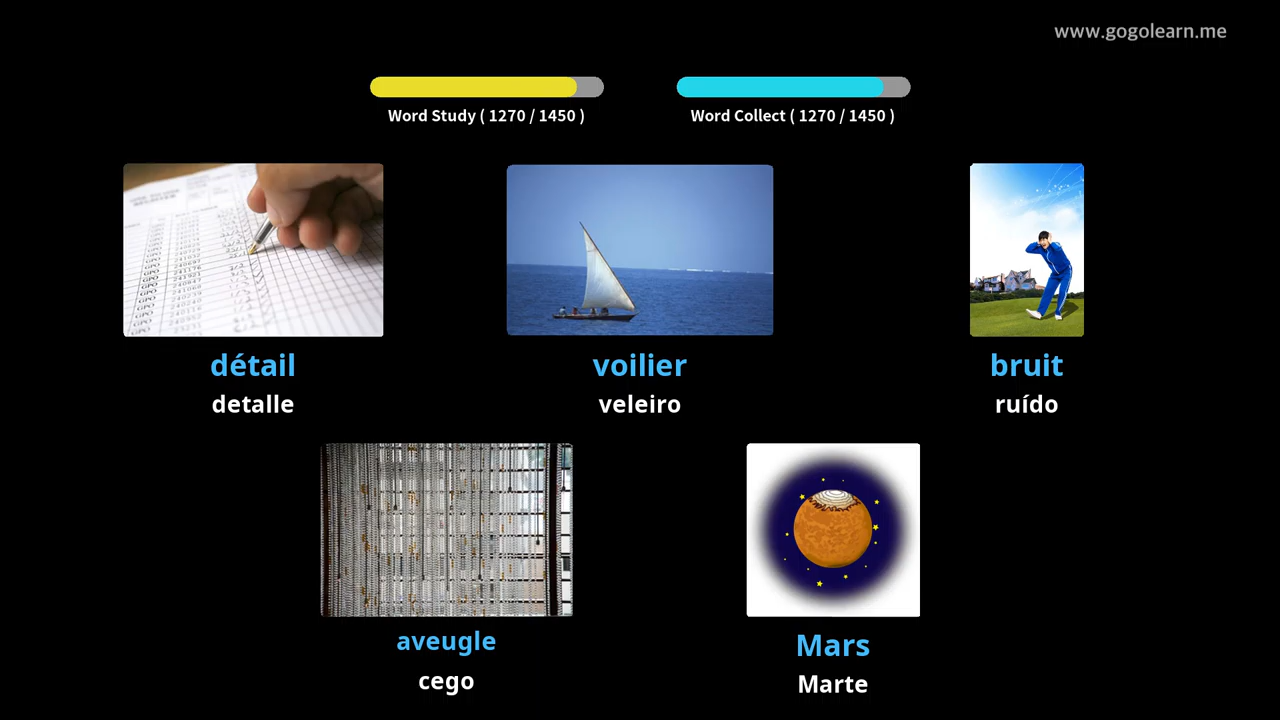 www.gogolearn.me
Word Study ( 1270 / 1450 )
Word Collect ( 1270 / 1450 )
détail
detalle
voilier
veleiro
bruit
ruído
aveugle
cego
Mars
Marte